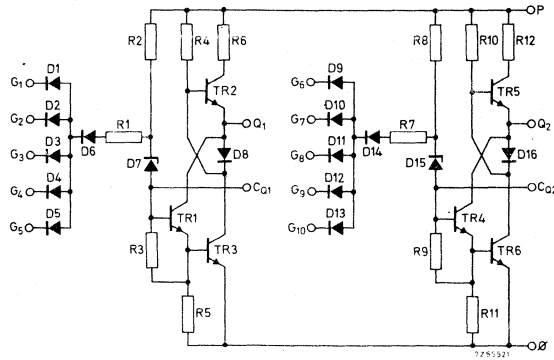 P
R2
R4
R6
R8
R10
R12
G1
D1
TR2
G6
D9
TR5
G2
D2
Q1
G7
D10
Q2
R1
R7
G3
D3
D6
D8
G8
D11
D14
D16
D7
D15
G4
D4
CQ1
G9
D12
CQ2
G5
D5
TR1
G10
D13
TR4
R3
TR3
R9
TR6
R5
R11
Ø
7Z55521